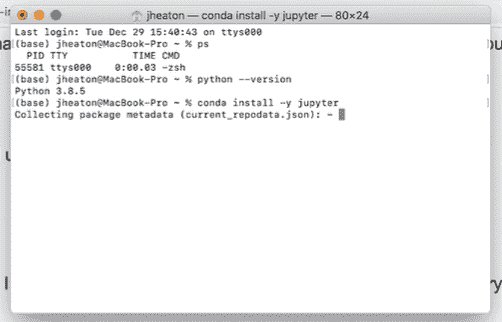 jheaton — conda install -y jupyter — 80×24
Last login: Tue Dec 29 15:40:43 on ttys000
[(base) jheaton@MacBook-Pro ~ % ps
PID TTY TIME CMD
55581 ttys000 0:00.03 -zsh
[(base) jheaton@MacBook-Pro ~ % python --version
Python 3.8.5
[(base) jheaton@MacBook-Pro ~ % conda install -y jupyter
Collecting package metadata (current_repodata.json): -